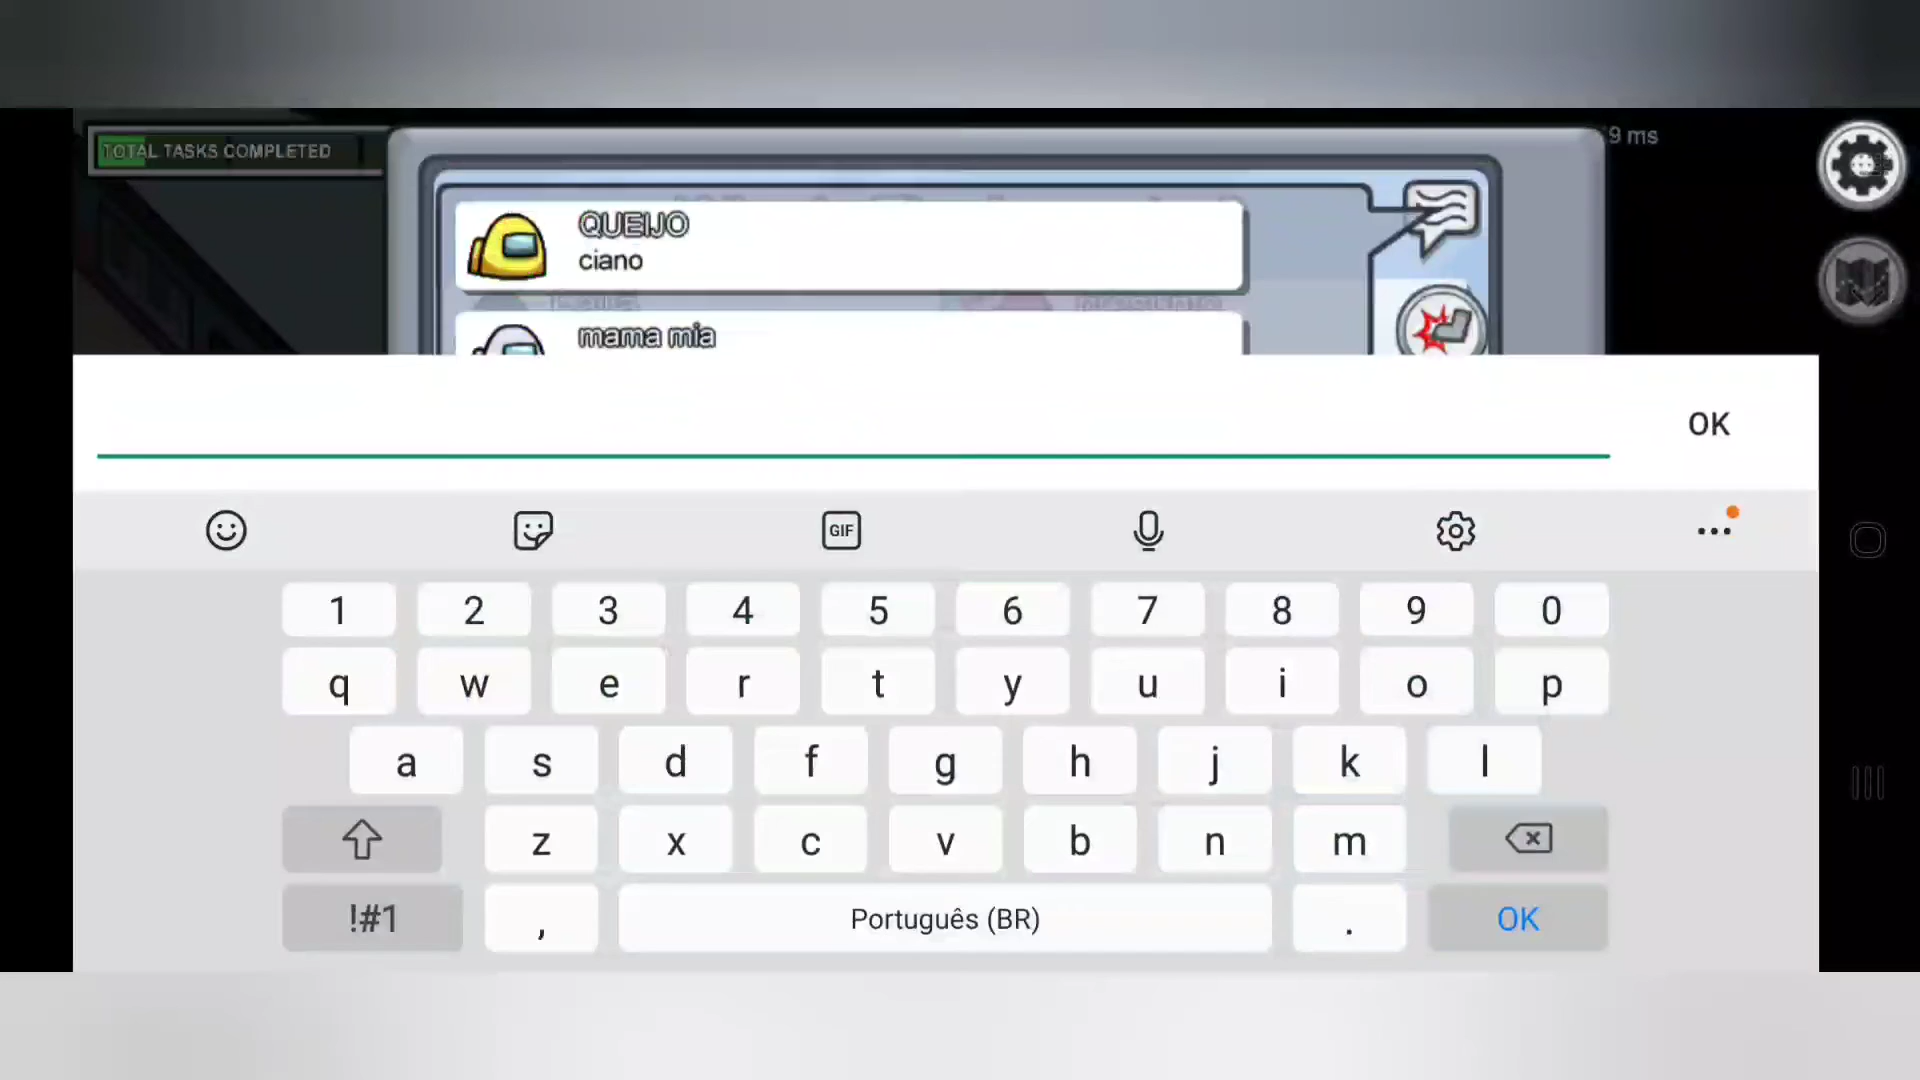 TOTAL TASKS COMPLETED
9 ms
QUEIJO
ciano
mama mia
OK
GIF
1 2 3 4 5 6 7 8 9 0
q w e r t y u i o p
a s d f g h j k l
z x c v b n m
!#1 , Português (BR) . OK